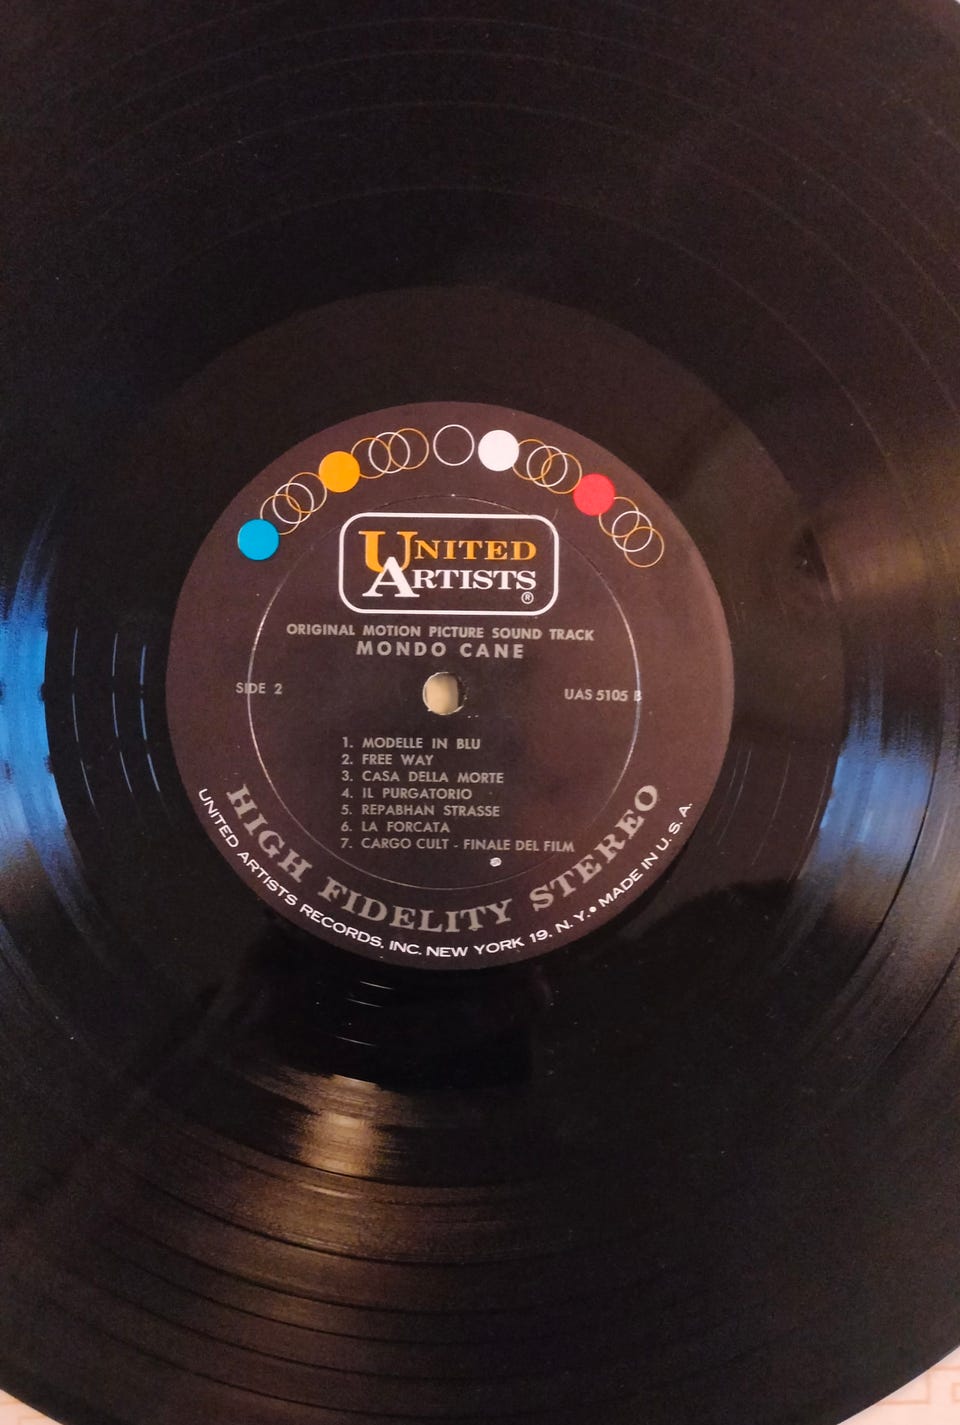 UNITED
ARTISTS®
ORIGINAL MOTION PICTURE SOUND TRACK
MONDO CANE
SIDE 2
UAS 5105 B
1. MODELLE IN BLU
2. FREE WAY
3. CASA DELLA MORTE
4. IL PURGATORIO
5. REPABHAN STRASSE
6. LA FORCATA
7. CARGO CULT - FINALE DEL FILM
HIGH FIDELITY STEREO
UNITED ARTISTS RECORDS, INC. NEW YORK 19, N. Y. • MADE IN U. S. A.